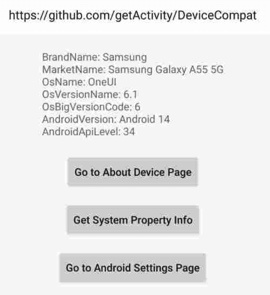 https://github.com/getActivity/DeviceCompat
BrandName: Samsung
MarketName: Samsung Galaxy A55 5G
OsName: OneUI
OsVersionName: 6.1
OsBigVersionCode: 6
AndroidVersion: Android 14
AndroidApiLevel: 34
Go to About Device Page
Get System Property Info
Go to Android Settings Page